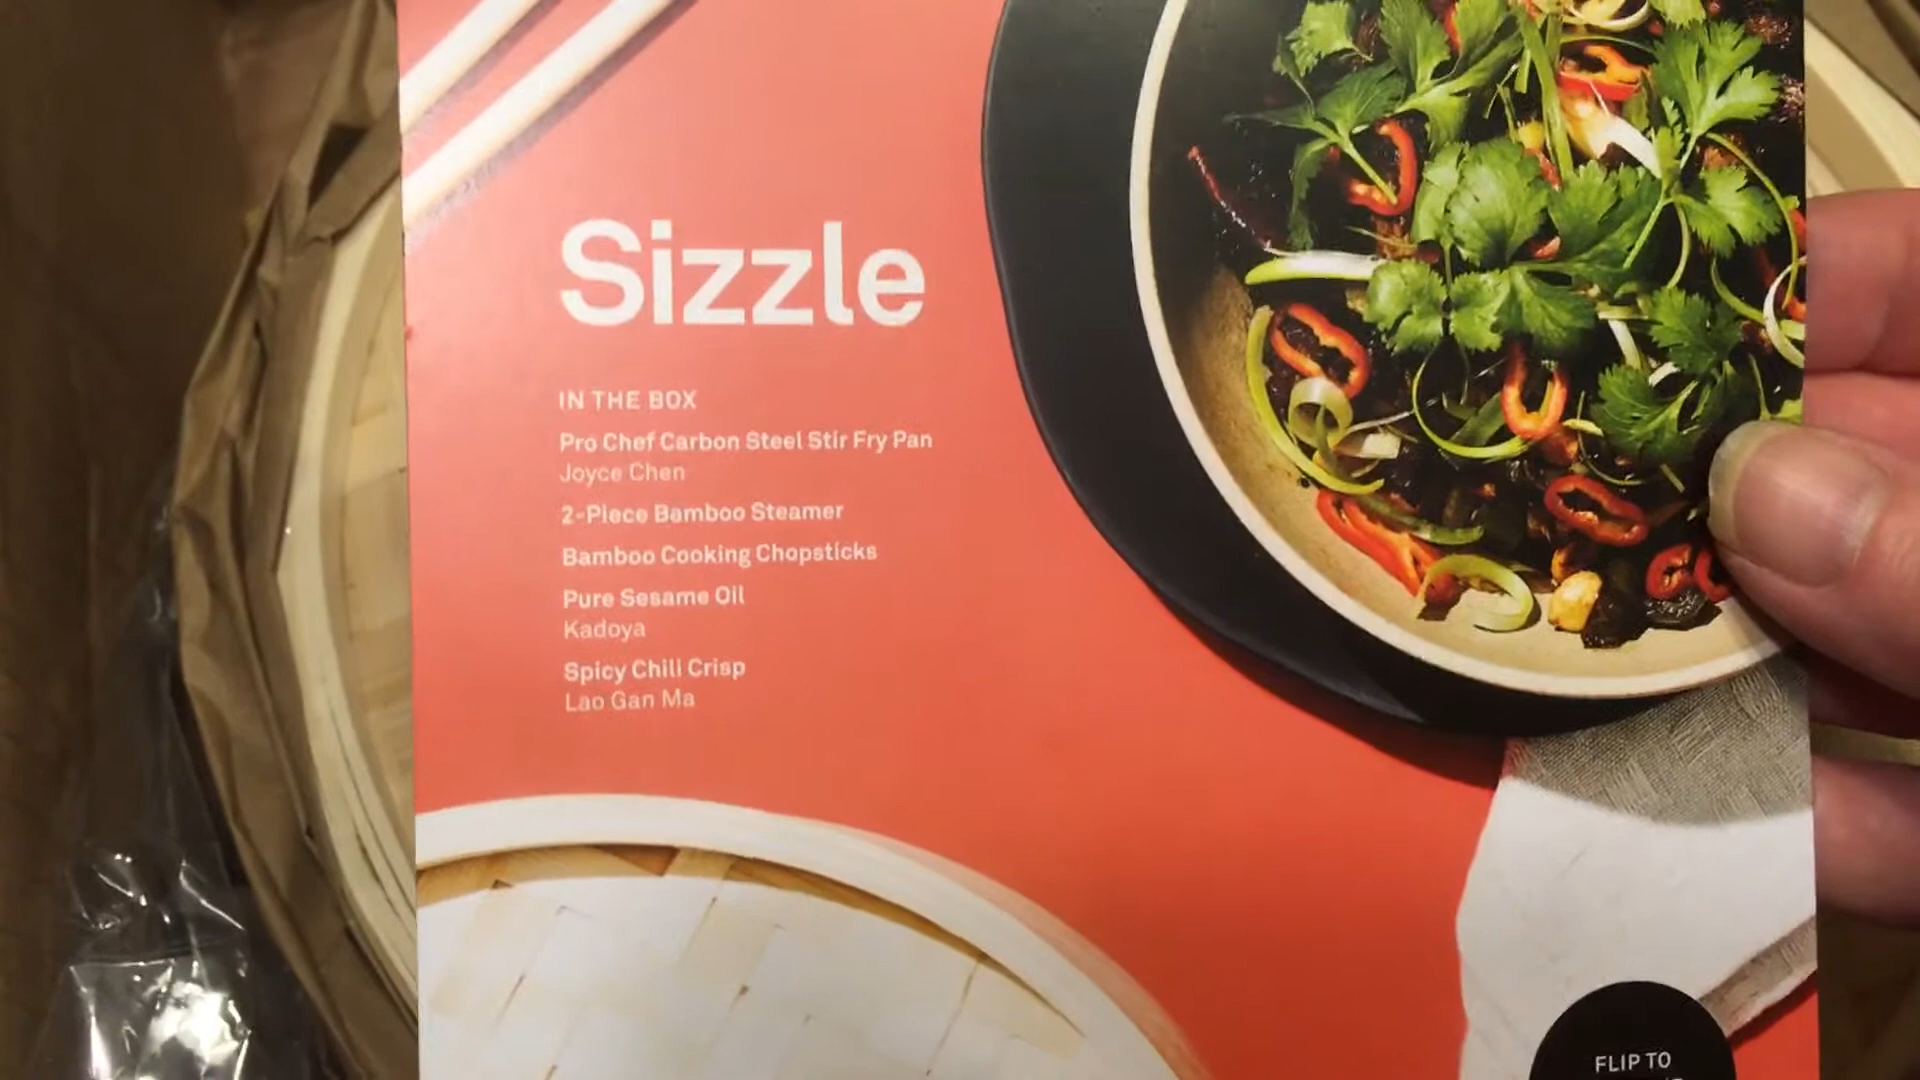 Sizzle
IN THE BOX
Pro Chef Carbon Steel Stir Fry Pan
Joyce Chen
2-Piece Bamboo Steamer
Bamboo Cooking Chopsticks
Pure Sesame Oil
Kadoya
Spicy Chili Crisp
Lao Gan Ma
FLIP TO